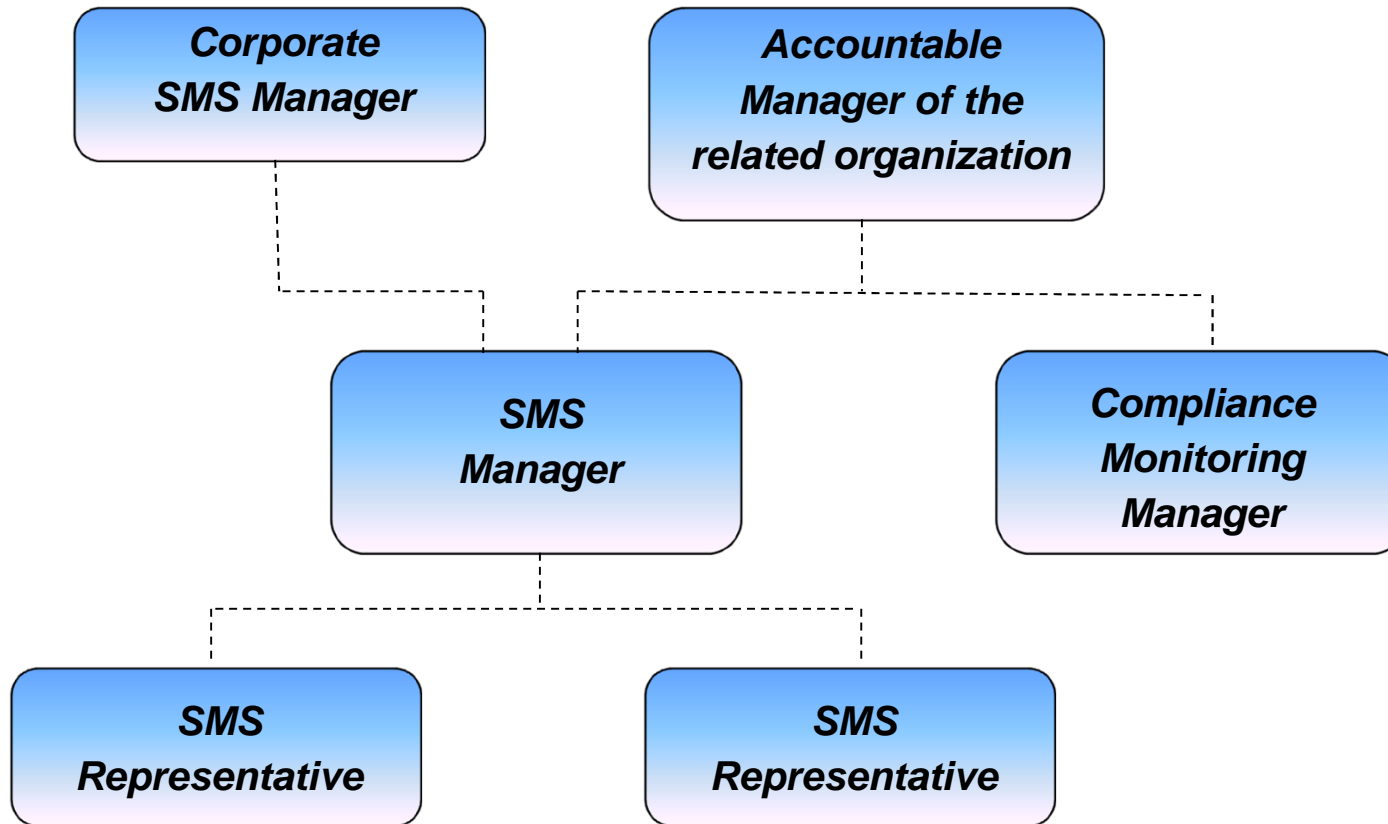 Corporate
SMS Manager
Accountable
Manager of the
related organization
SMS
Manager
Compliance
Monitoring
Manager
SMS
Representative
SMS
Representative